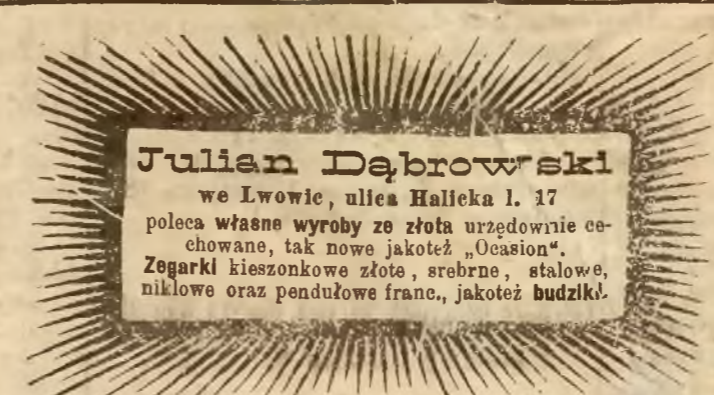 Julian Dąbrowski
we Lwowie, ulica Halicka l. 17
poleca własne wyroby ze złota urzędownie ce-
chowane, tak nowe jakoteż „Ocasion“.
Zegarki kieszonkowe złote, srebrne, stalowe,
niklowe oraz pendułowe franc., jakoteż budziki.